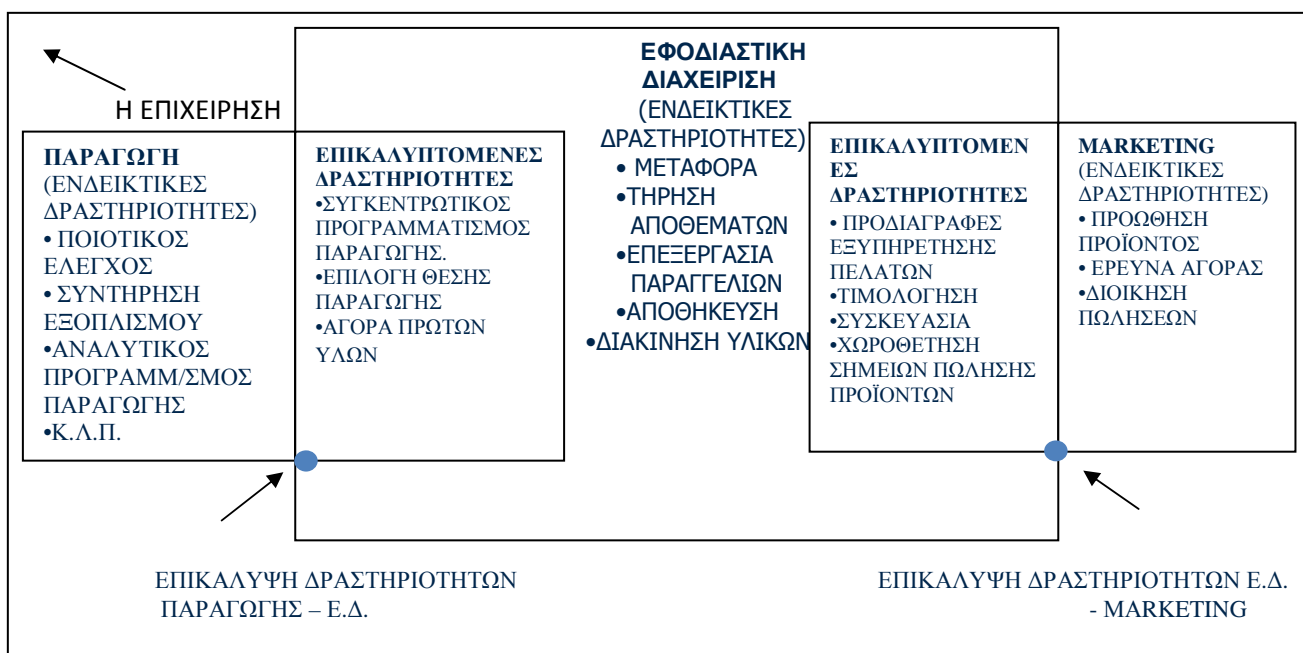 Η ΕΠΙΧΕΙΡΗΣΗ
ΠΑΡΑΓΩΓΗ
(ΕΝΔΕΙΚΤΙΚΕΣ
ΔΡΑΣΤΗΡΙΟΤΗΤΕΣ)
• ΠΟΙΟΤΙΚΟΣ
ΕΛΕΓΧΟΣ
• ΣΥΝΤΗΡΗΣΗ
ΕΞΟΠΛΙΣΜΟΥ
•ΑΝΑΛΥΤΙΚΟΣ
ΠΡΟΓΡΑΜΜ/ΣΜΟΣ
ΠΑΡΑΓΩΓΗΣ
•Κ.Λ.Π.
ΕΠΙΚΑΛΥΠΤΟΜΕΝΕΣ
ΔΡΑΣΤΗΡΙΟΤΗΤΕΣ
•ΣΥΓΚΕΝΤΡΩΤΙΚΟΣ
ΠΡΟΓΡΑΜΜΑΤΙΣΜΟΣ
ΠΑΡΑΓΩΓΗΣ.
•ΕΠΙΛΟΓΗ ΘΕΣΗΣ
ΠΑΡΑΓΩΓΗΣ
•ΑΓΟΡΑ ΠΡΩΤΩΝ
ΥΛΩΝ
ΕΦΟΔΙΑΣΤΙΚΗ
ΔΙΑΧΕΙΡΙΣΗ
(ΕΝΔΕΙΚΤΙΚΕΣ
ΔΡΑΣΤΗΡΙΟΤΗΤΕΣ)
• ΜΕΤΑΦΟΡΑ
•ΤΗΡΗΣΗ
ΑΠΟΘΕΜΑΤΩΝ
•ΕΠΕΞΕΡΓΑΣΙΑ
ΠΑΡΑΓΓΕΛΙΩΝ
•ΑΠΟΘΗΚΕΥΣΗ
•ΔΙΑΚΙΝΗΣΗ ΥΛΙΚΩΝ
ΕΠΙΚΑΛΥΠΤΟΜΕΝ
ΕΣ
ΔΡΑΣΤΗΡΙΟΤΗΤΕΣ
• ΠΡΟΔΙΑΓΡΑΦΕΣ
ΕΞΥΠΗΡΕΤΗΣΗΣ
ΠΕΛΑΤΩΝ
•ΤΙΜΟΛΟΓΗΣΗ
•ΣΥΣΚΕΥΑΣΙΑ
•ΧΩΡΟΘΕΤΗΣΗ
ΣΗΜΕΙΩΝ ΠΩΛΗΣΗΣ
ΠΡΟΪΟΝΤΩΝ
MARKETING
(ΕΝΔΕΙΚΤΙΚΕΣ
ΔΡΑΣΤΗΡΙΟΤΗΤΕΣ)
• ΠΡΟΩΘΗΣΗ
ΠΡΟΪΟΝΤΟΣ
• ΕΡΕΥΝΑ ΑΓΟΡΑΣ
•ΔΙΟΙΚΗΣΗ
ΠΩΛΗΣΕΩΝ
ΕΠΙΚΑΛΥΨΗ ΔΡΑΣΤΗΡΙΟΤΗΤΩΝ
ΠΑΡΑΓΩΓΗΣ – Ε.Δ.
ΕΠΙΚΑΛΥΨΗ ΔΡΑΣΤΗΡΙΟΤΗΤΩΝ Ε.Δ.
- MARKETING